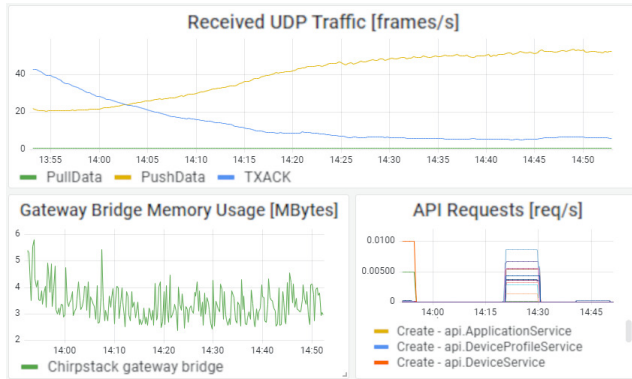 Received UDP Traffic [frames/s]
40
20
0
13:55 14:00 14:05 14:10 14:15 14:20 14:25 14:30 14:35 14:40 14:45 14:50
PullData PushData TXACK
Gateway Bridge Memory Usage [MBytes]
6
5
4
3
2
14:00 14:10 14:20 14:30 14:40 14:50
Chirpstack gateway bridge
API Requests [req/s]
0.0100
0.00500
0
14:00 14:15 14:30 14:45
Create - api.ApplicationService
Create - api.DeviceProfileService
Create - api.DeviceService